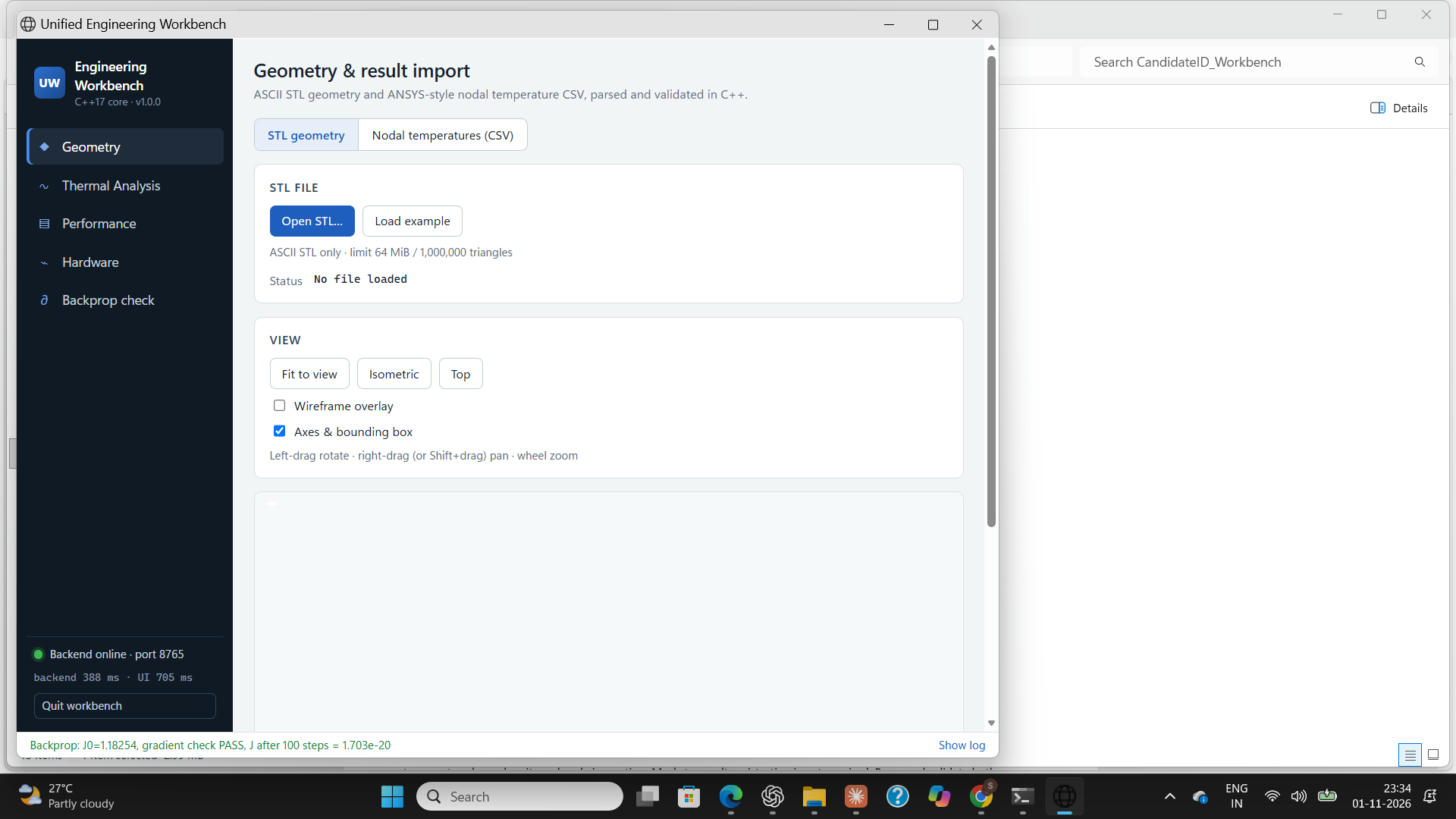 Unified Engineering Workbench
Search CandidateID_Workbench
Details
UW
Engineering
Workbench
C++17 core · v1.0.0
Geometry
Thermal Analysis
Performance
Hardware
∂ Backprop check
Backend online · port 8765
backend 388 ms · UI 705 ms
Quit workbench
Geometry & result import
ASCII STL geometry and ANSYS-style nodal temperature CSV, parsed and validated in C++.
STL geometry
Nodal temperatures (CSV)
STL FILE
Open STL...
Load example
ASCII STL only · limit 64 MiB / 1,000,000 triangles
Status No file loaded
VIEW
Fit to view
Isometric
Top
Wireframe overlay
Axes & bounding box
Left-drag rotate · right-drag (or Shift+drag) pan · wheel zoom
Backprop: J0=1.18254, gradient check PASS, J after 100 steps = 1.703e-20
Show log
27°C
Partly cloudy
Search
S
ENG
IN
23:34
01-11-2026